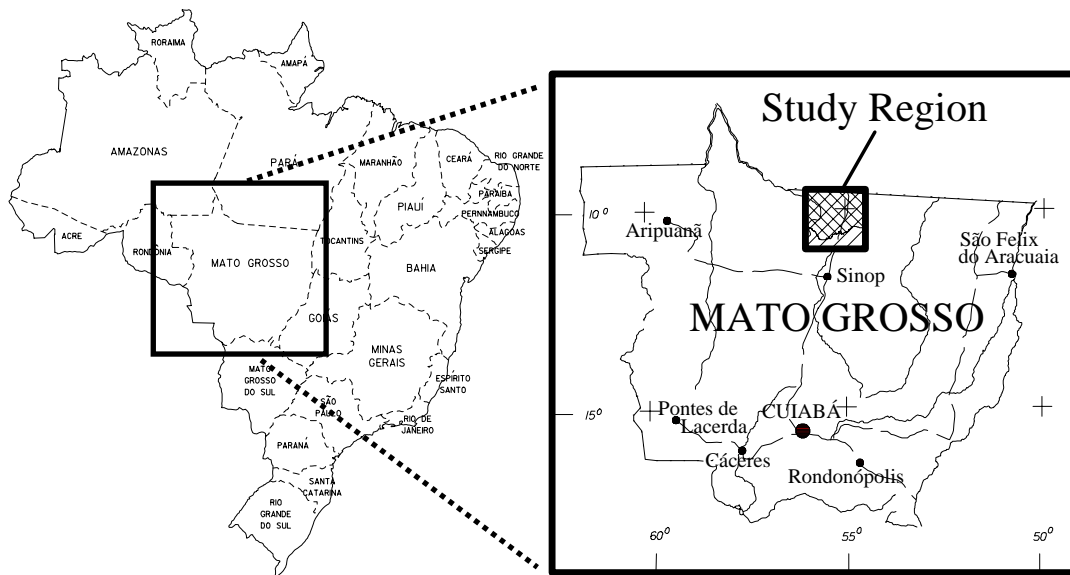 RORAIMA
AMAPÁ
AMAZONAS
PARÁ
MARANHÃO
CEARÁ
RIO GRANDE
DO NORTE
PARAIBA
PIAUÍ
PERNNAMBUCO
ALAGOAS
SERGIPE
ACRE
RONDÔNIA
TOCANTINS
MATO GROSSO
BAHIA
GOIÁS
MINAS
GERAIS
MATO
GROSSO
DO SUL
ESPIRITO
SANTO
SÃO
PAULO
RIO DE
JANEIRO
PARANÁ
SANTA
CATARINA
RIO
GRANDE
DO SUL
Study Region
10°
Aripuanã
São Felix
do Aracuaia
Sinop
MATO GROSSO
15°
Pontes de
Lacerda
CUIABÁ
Cáceres
Rondonópolis
60°
55°
50°